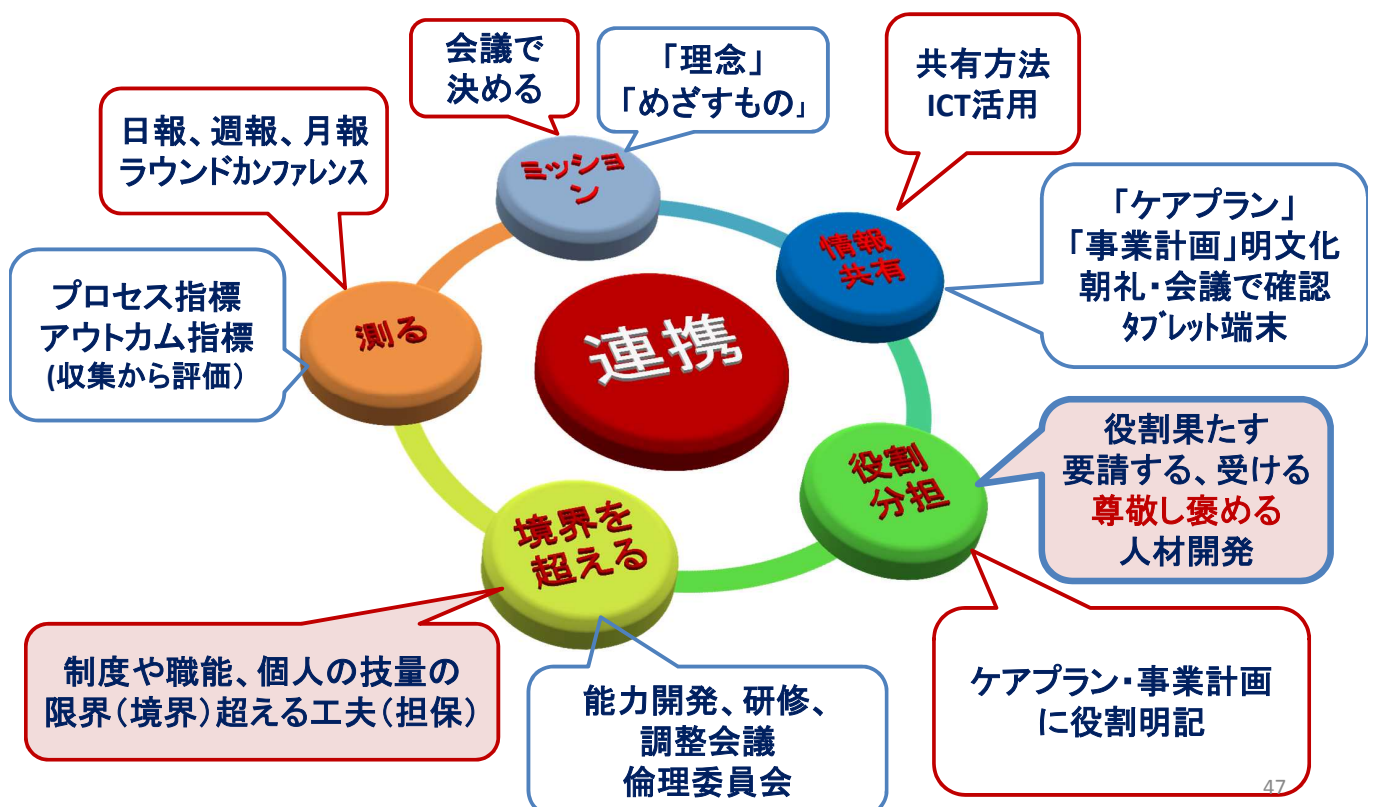 会議で
決める
「理念」
「めざすもの」
共有方法
ICT活用
日報、週報、月報
ラウンドカンファレンス
ミッショ
ン
「ケアプラン」
「事業計画」明文化
朝礼・会議で確認
タブレット端末
情報
共有
プロセス指標
アウトカム指標
(収集から評価）
測る
連携
役割果たす
要請する、受ける
尊敬し褒める
人材開発
役割
分担
境界を
超える
制度や職能、個人の技量の
限界（境界）超える工夫（担保）
能力開発、研修、
調整会議
倫理委員会
ケアプラン・事業計画
に役割明記
47